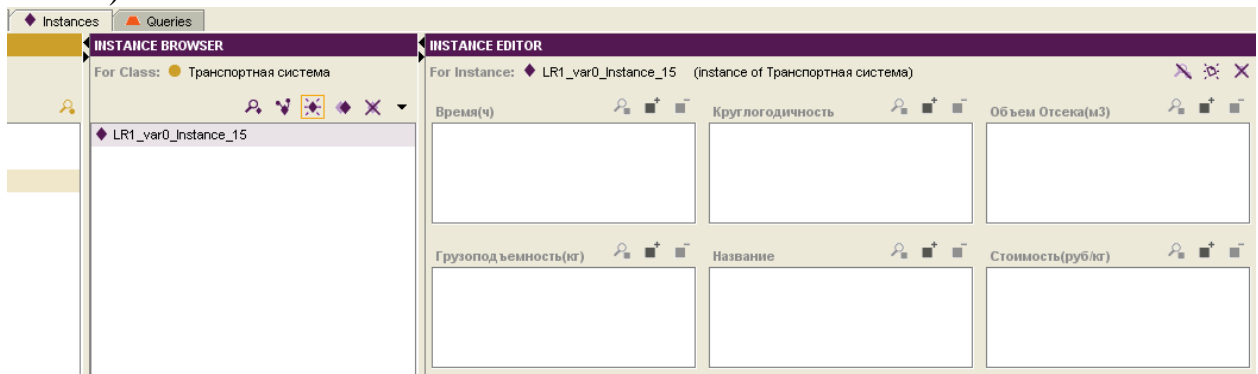 Instances Queries
INSTANCE BROWSER
For Class: Транспортная система
LR1_var0_Instance_15
INSTANCE EDITOR
For Instance: LR1_var0_Instance_15 (instance of Транспортная система)
Время(ч) Круглогодичность Объем Отсека(м3)
Грузоподъемность(кг) Название Стоимость(руб/кг)